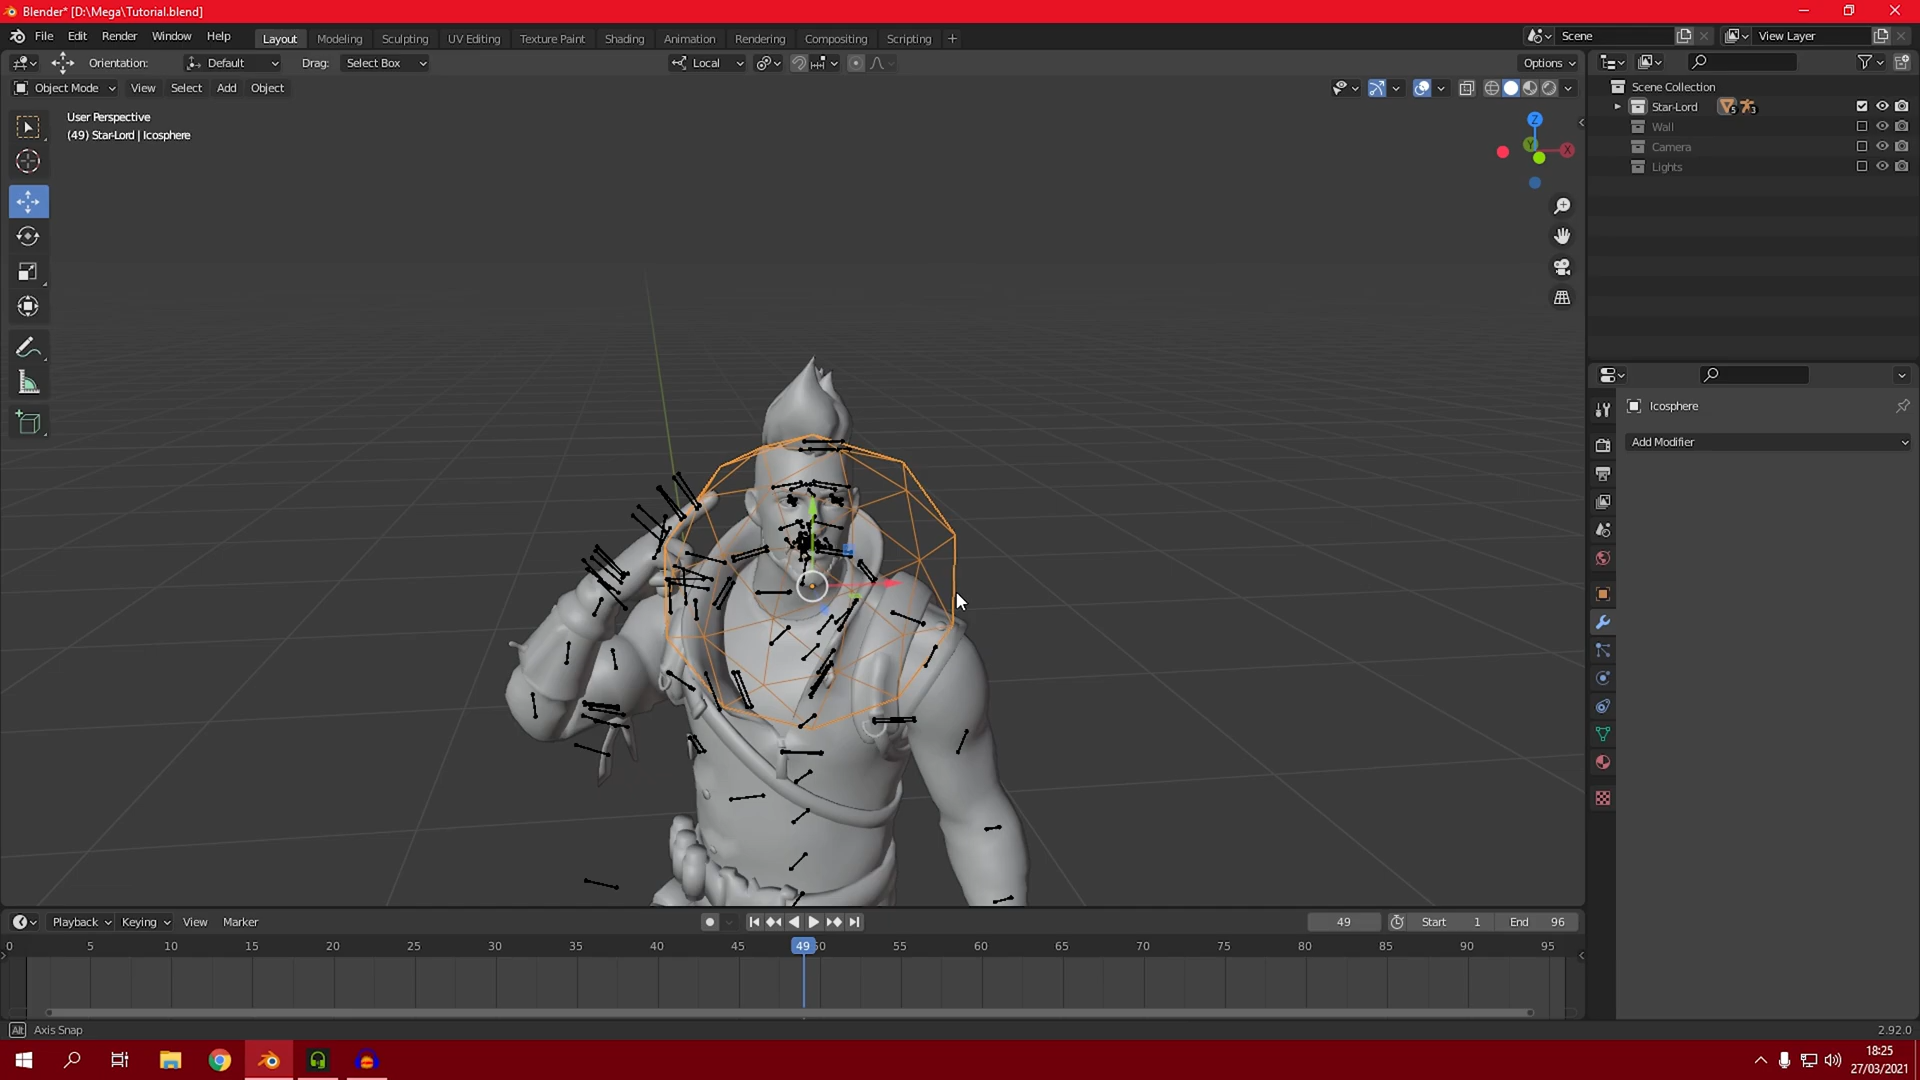 Blender* [D:\Mega\Tutorial.blend]
File Edit Render Window Help Layout Modeling Sculpting UV Editing Texture Paint Shading Animation Rendering Compositing Scripting Scene View Layer
Orientation: Default Drag: Select Box Local Options
Object Mode View Select Add Object
User Perspective
(49) Star-Lord | Icosphere
Z
Y
X
Scene Collection
Star-Lord 5 3
Wall
Camera
Lights
Icosphere
Add Modifier
Playback Keying View Marker 49 Start 1 End 96
0 5 10 15 20 25 30 35 40 45 49 50 55 60 65 70 75 80 85 90 95
Alt Axis Snap 2.92.0
18:25
27/03/2021